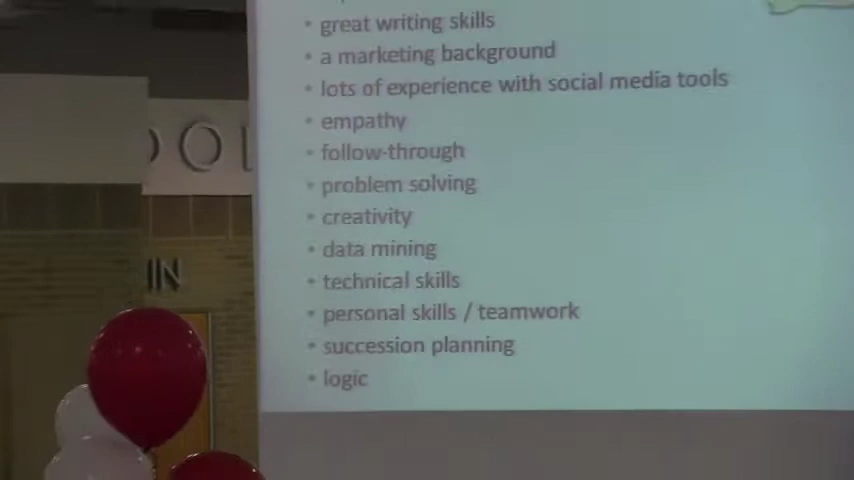 • great writing skills
• a marketing background
• lots of experience with social media tools
• empathy
• follow-through
• problem solving
• creativity
• data mining
• technical skills
• personal skills / teamwork
• succession planning
• logic
OO
IN